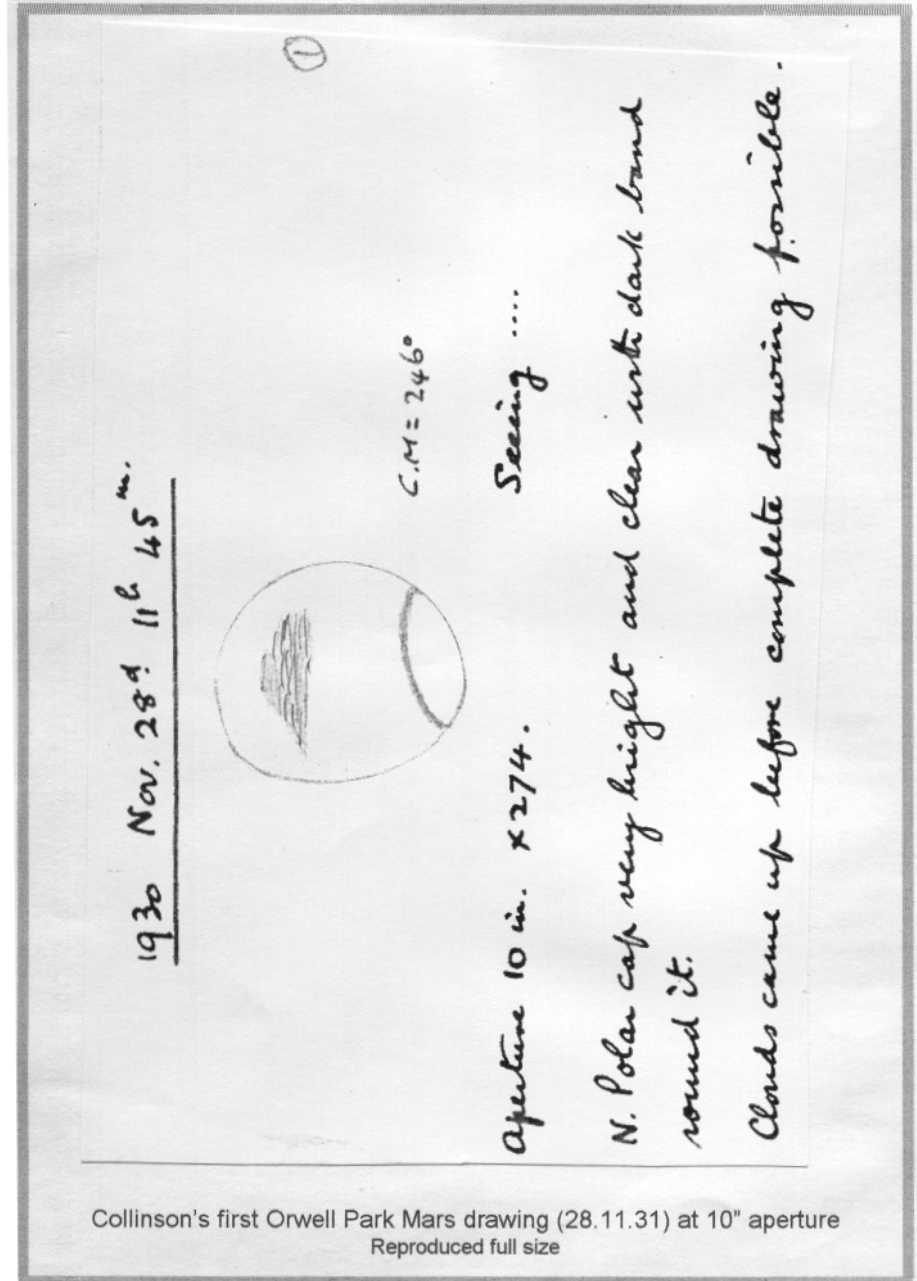 ①
1930 Nov. 28d. 11h 45m.
C.M = 246°
Aperture 10 in. x 274. Seeing ....
N. Polar cap very bright and clear with dark band
round it.
Clouds came up before complete drawing possible.
Collinson's first Orwell Park Mars drawing (28.11.31) at 10" aperture
Reproduced full size